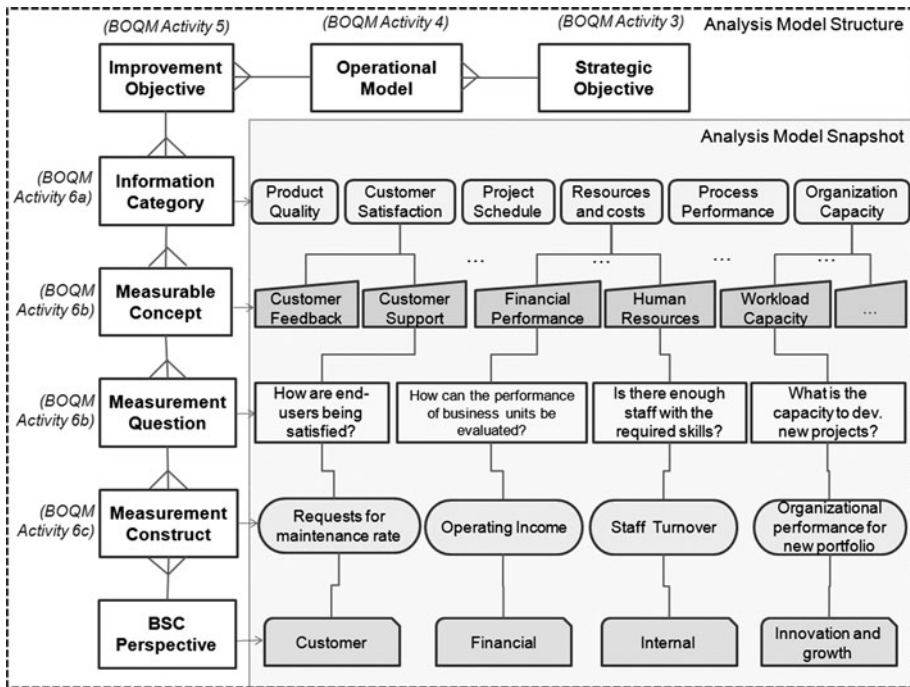 (BOQM Activity 5)
(BOQM Activity 4)
(BOQM Activity 3)
Analysis Model Structure
Improvement
Objective
Operational
Model
Strategic
Objective
Analysis Model Snapshot
(BOQM
Activity 6a)
Information
Category
Product
Quality
Customer
Satisfaction
Project
Schedule
Resources
and costs
Process
Performance
Organization
Capacity
...
...
...
...
(BOQM
Activity 6b)
Measurable
Concept
Customer
Feedback
Customer
Support
Financial
Performance
Human
Resources
Workload
Capacity
...
(BOQM
Activity 6b)
Measurement
Question
How are end-
users being
satisfied?
How can the performance
of business units be
evaluated?
Is there enough
staff with the
required skills?
What is the
capacity to dev.
new projects?
(BOQM
Activity 6c)
Measurement
Construct
Requests for
maintenance rate
Operating Income
Staff Turnover
Organizational
performance for
new portfolio
BSC
Perspective
Customer
Financial
Internal
Innovation and
growth